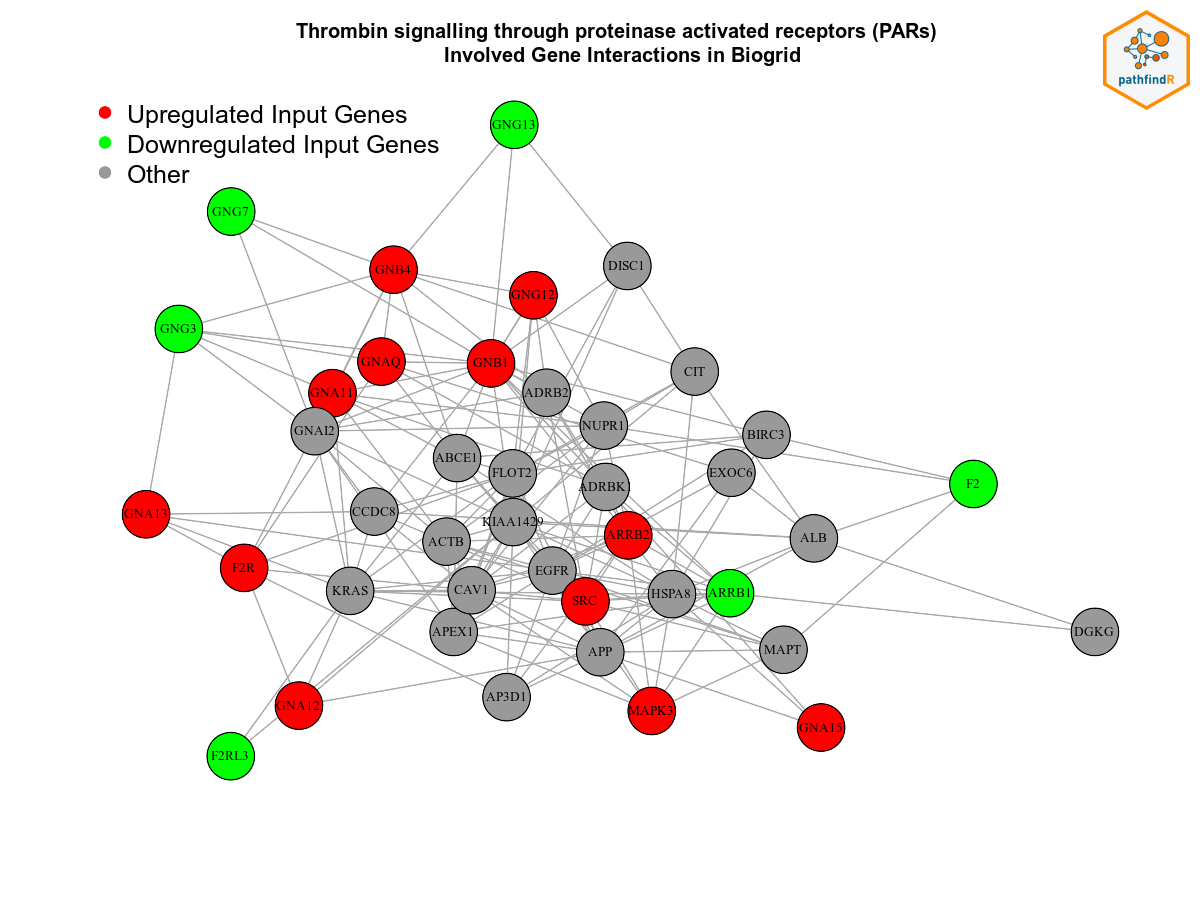 Thrombin signalling through proteinase activated receptors (PARs)
Involved Gene Interactions in Biogrid
pathfindR
Upregulated Input Genes
Downregulated Input Genes
Other
GNG13
GNG7
DISC1
GNB4
GNG12
GNG3
GNAQ
GNB1
CIT
GNA11
ADRB2
GNAI2
NUPR1
BIRC3
ABCE1
FLOT2
EXOC6
F2
ADRBK1
CCDC8
GNA13
KIAA1429
ARRB2
ALB
ACTB
F2R
EGFR
KRAS
CAV1
SRC
HSPA8
ARRB1
APEX1
DGKG
APP
MAPT
AP3D1
GNA12
MAPK3
GNA15
F2RL3